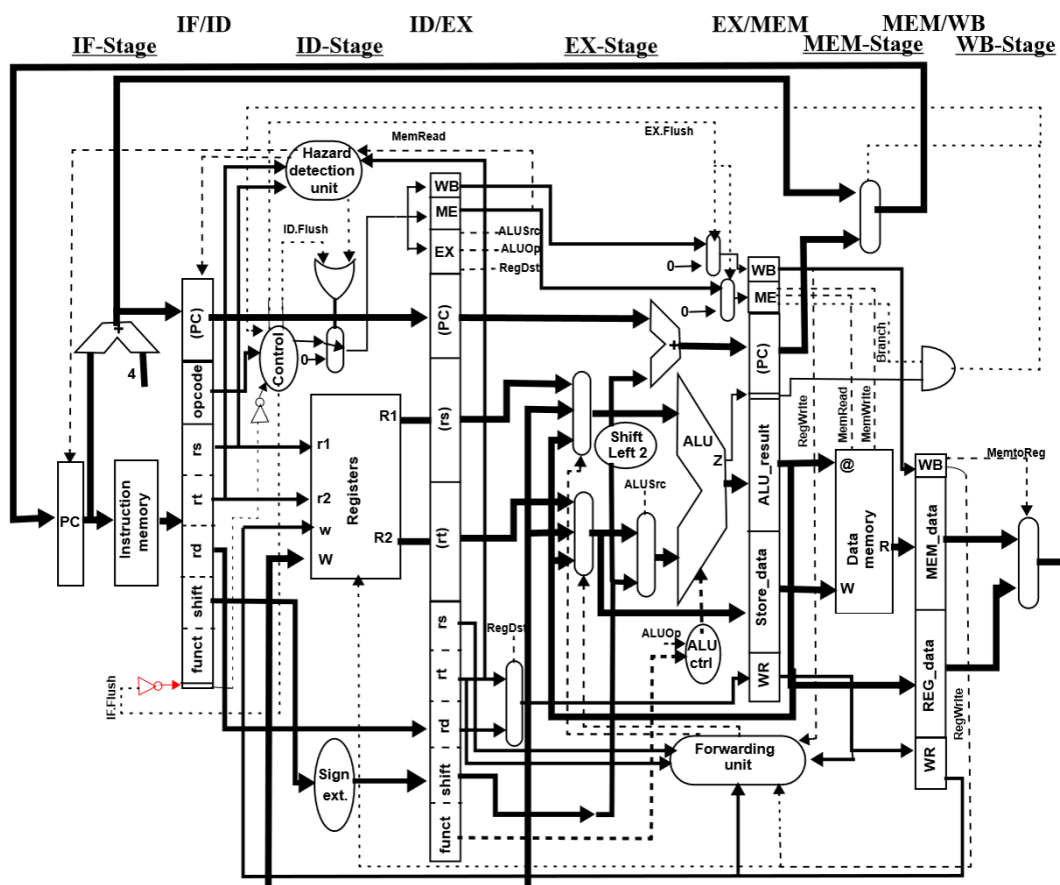 IF/ID
ID/EX
EX/MEM
MEM/WB
IF-Stage
ID-Stage
EX-Stage
MEM-Stage
WB-Stage
MemRead
EX.Flush
Hazard
detection
unit
ID.Flush
WB
ME
EX
ALUSrc
ALUOp
RegDst
0
0
WB
ME
(PC)
(PC)
(PC)
+
4
opcode
Control
0
+
Branch
RegWrite
MemRead
MemWrite
rs
rt
rd
shift
funct
r1
r2
w
W
Registers
R1
R2
(rs)
(rt)
Shift
Left 2
ALU
Z
ALUSrc
ALU_result
Store_data
WR
@
W
R
Data
memory
WB
MemtoReg
MEM_data
REG_data
RegWrite
WR
PC
Instruction
memory
IF.Flush
Sign
ext.
rs
rt
rd
shift
funct
RegDst
ALUOp
ALU
ctrl
Forwarding
unit